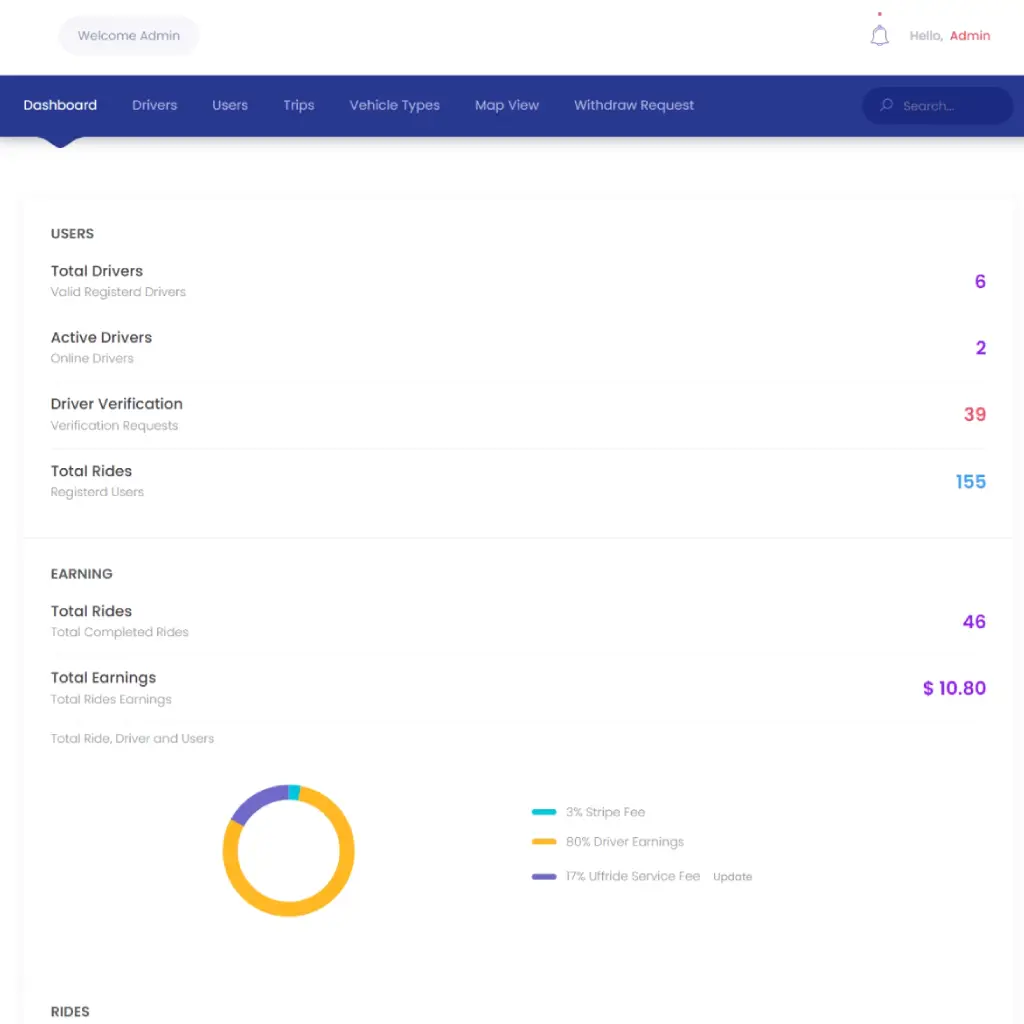 Welcome Admin
Hello, Admin
Dashboard Drivers Users Trips Vehicle Types Map View Withdraw Request Search...
USERS
Total Drivers
Valid Registerd Drivers
6
Active Drivers
Online Drivers
2
Driver Verification
Verification Requests
39
Total Rides
Registerd Users
155
EARNING
Total Rides
Total Completed Rides
46
Total Earnings
Total Rides Earnings
$ 10.80
Total Ride, Driver and Users
3% Stripe Fee
80% Driver Earnings
17% Uffride Service Fee Update
RIDES